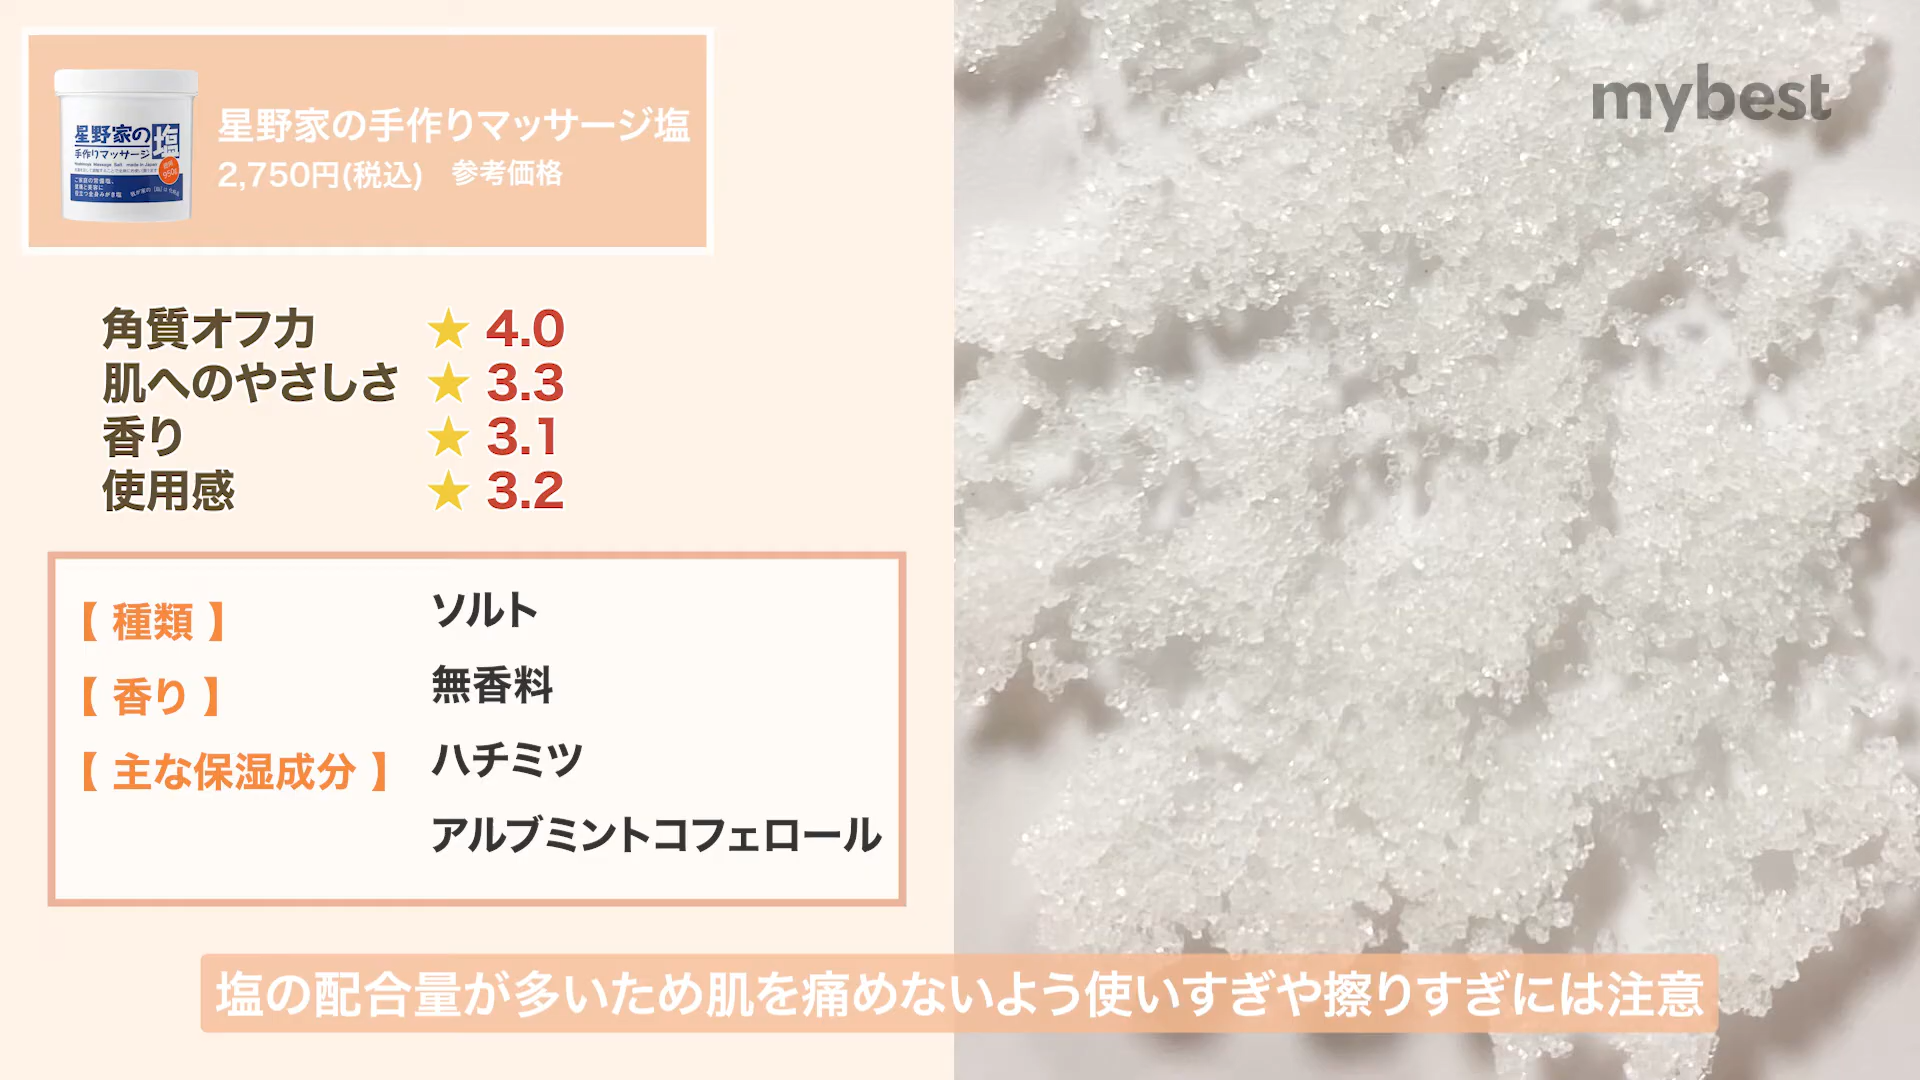 mybest
星野家の手作りマッサージ塩
2,750円(税込) 参考価格
星野家の塩
手作りマッサージ
950g
角質オフ力 ★ 4.0
肌へのやさしさ ★ 3.3
香り ★ 3.1
使用感 ★ 3.2
【 種類 】 ソルト
【 香り 】 無香料
【 主な保湿成分 】 ハチミツ
アルブミントコフェロール
塩の配合量が多いため肌を痛めないよう使いすぎや擦りすぎには注意